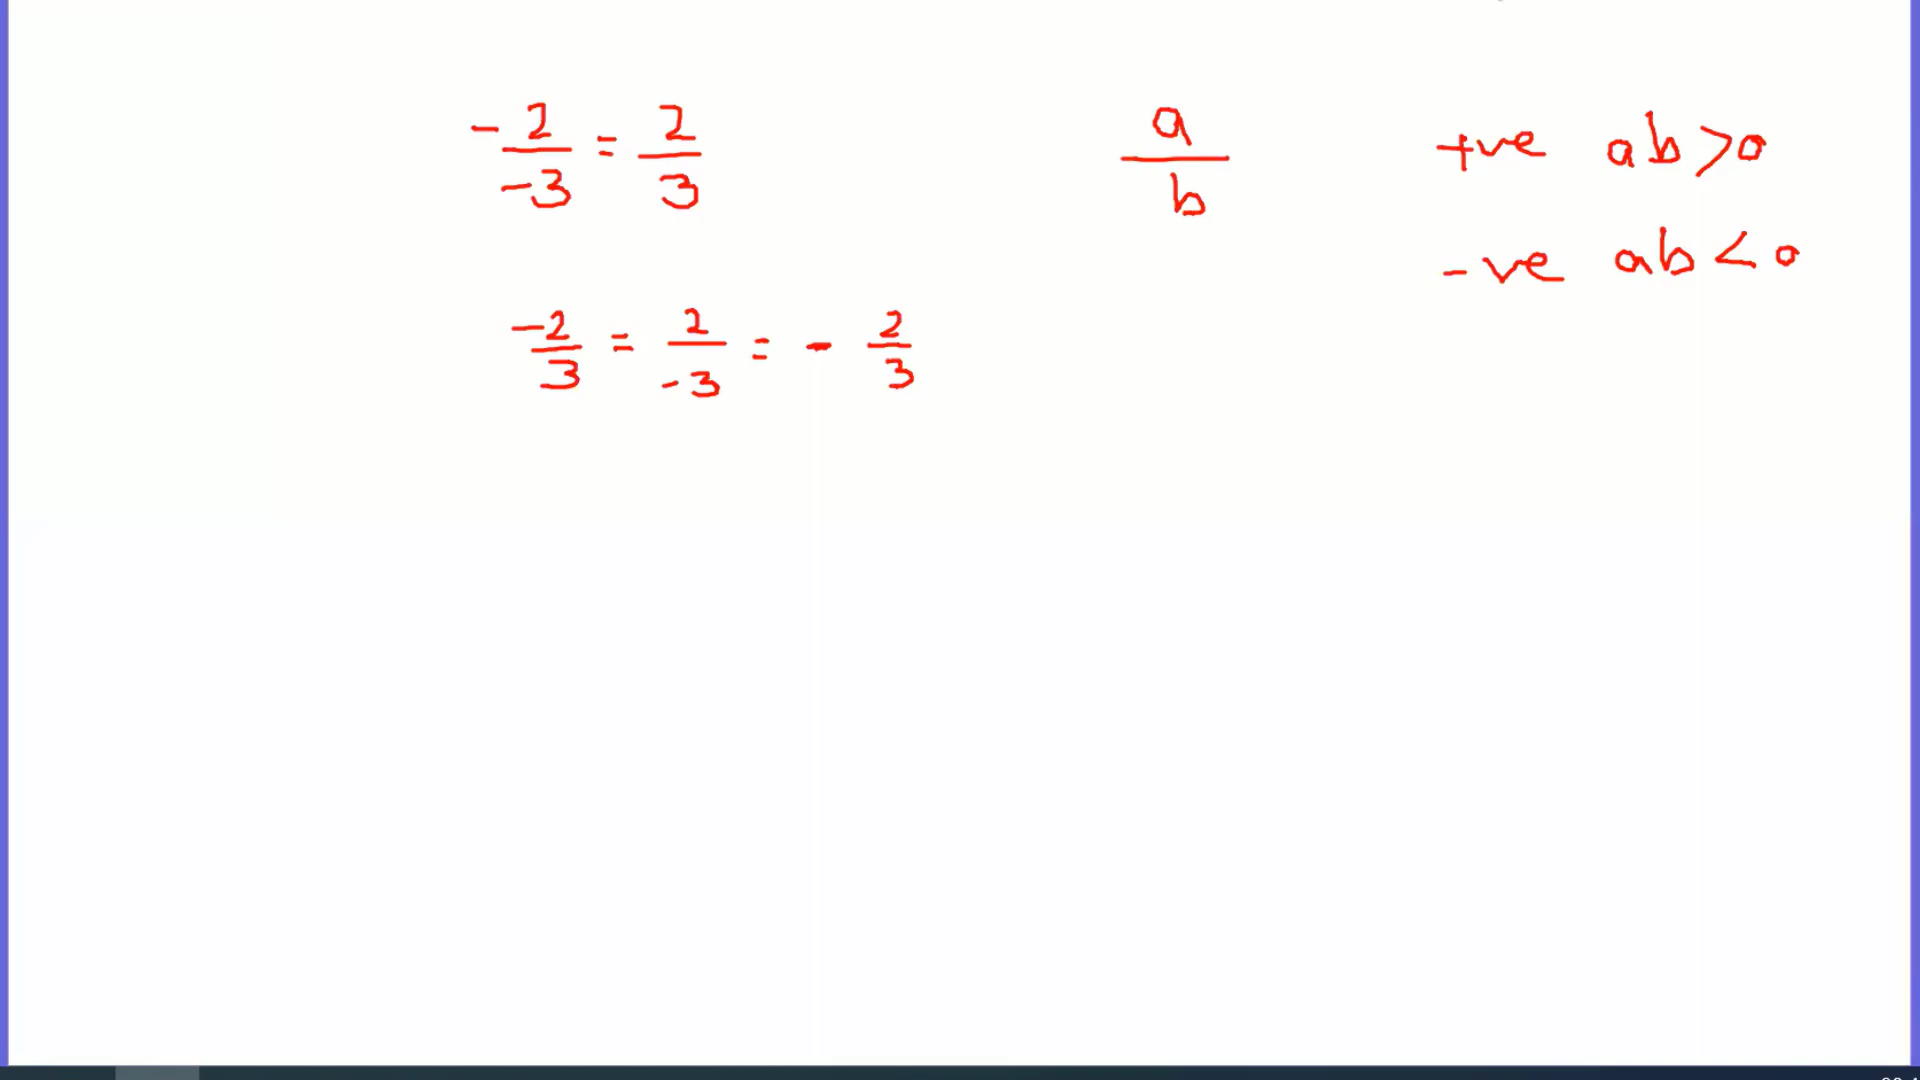 -2/-3 = 2/3
a/b
+ve ab>0
-ve ab<0
-2/3 = 2/-3 = - 2/3